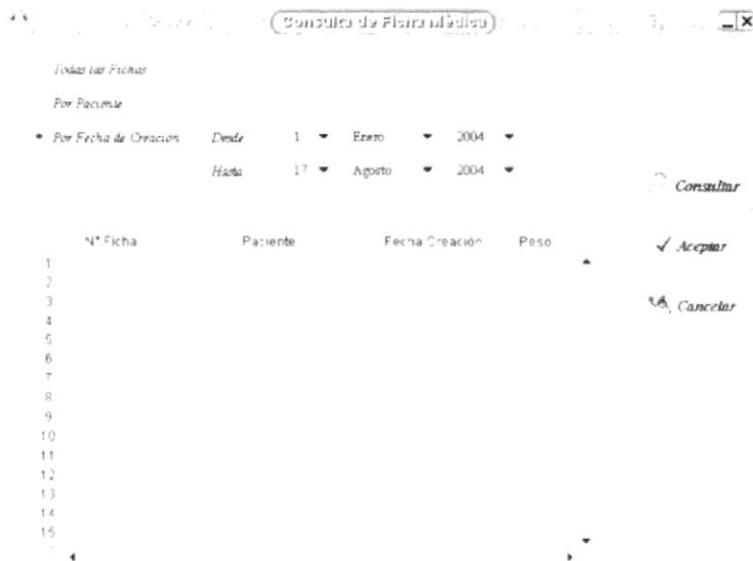 Consulta de Ficha Médica
Todas las Fichas
Por Paciente
Por Fecha de Creación Desde 1 Enero 2004
Hasta 17 Agosto 2004
Consultar
N° Ficha Paciente Fecha Creación Peso
Aceptar
1
2
3
Cancelar
4
5
6
7
8
9
10
11
12
13
14
15